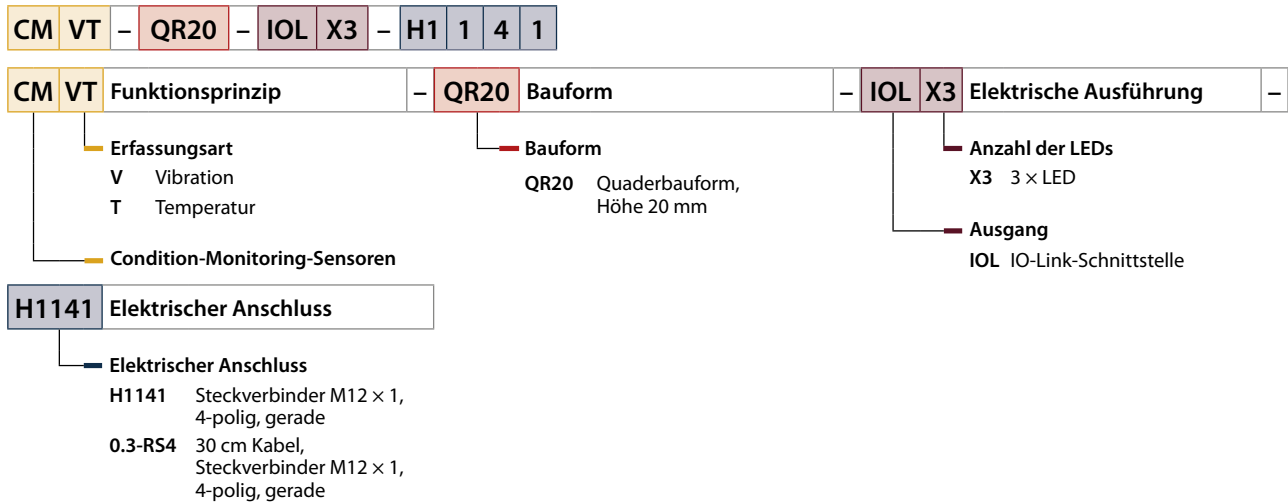 CM VT – QR20 – IOL X3 – H1 1 4 1
CM VT Funktionsprinzip – QR20 Bauform – IOL X3 Elektrische Ausführung –
Erfassungsart
V Vibration
T Temperatur
Condition-Monitoring-Sensoren
Bauform
QR20 Quaderbauform,
Höhe 20 mm
Anzahl der LEDs
X3 3 × LED
Ausgang
IOL IO-Link-Schnittstelle
H1141 Elektrischer Anschluss
Elektrischer Anschluss
H1141 Steckverbinder M12 × 1,
4-polig, gerade
0.3-RS4 30 cm Kabel,
Steckverbinder M12 × 1,
4-polig, gerade